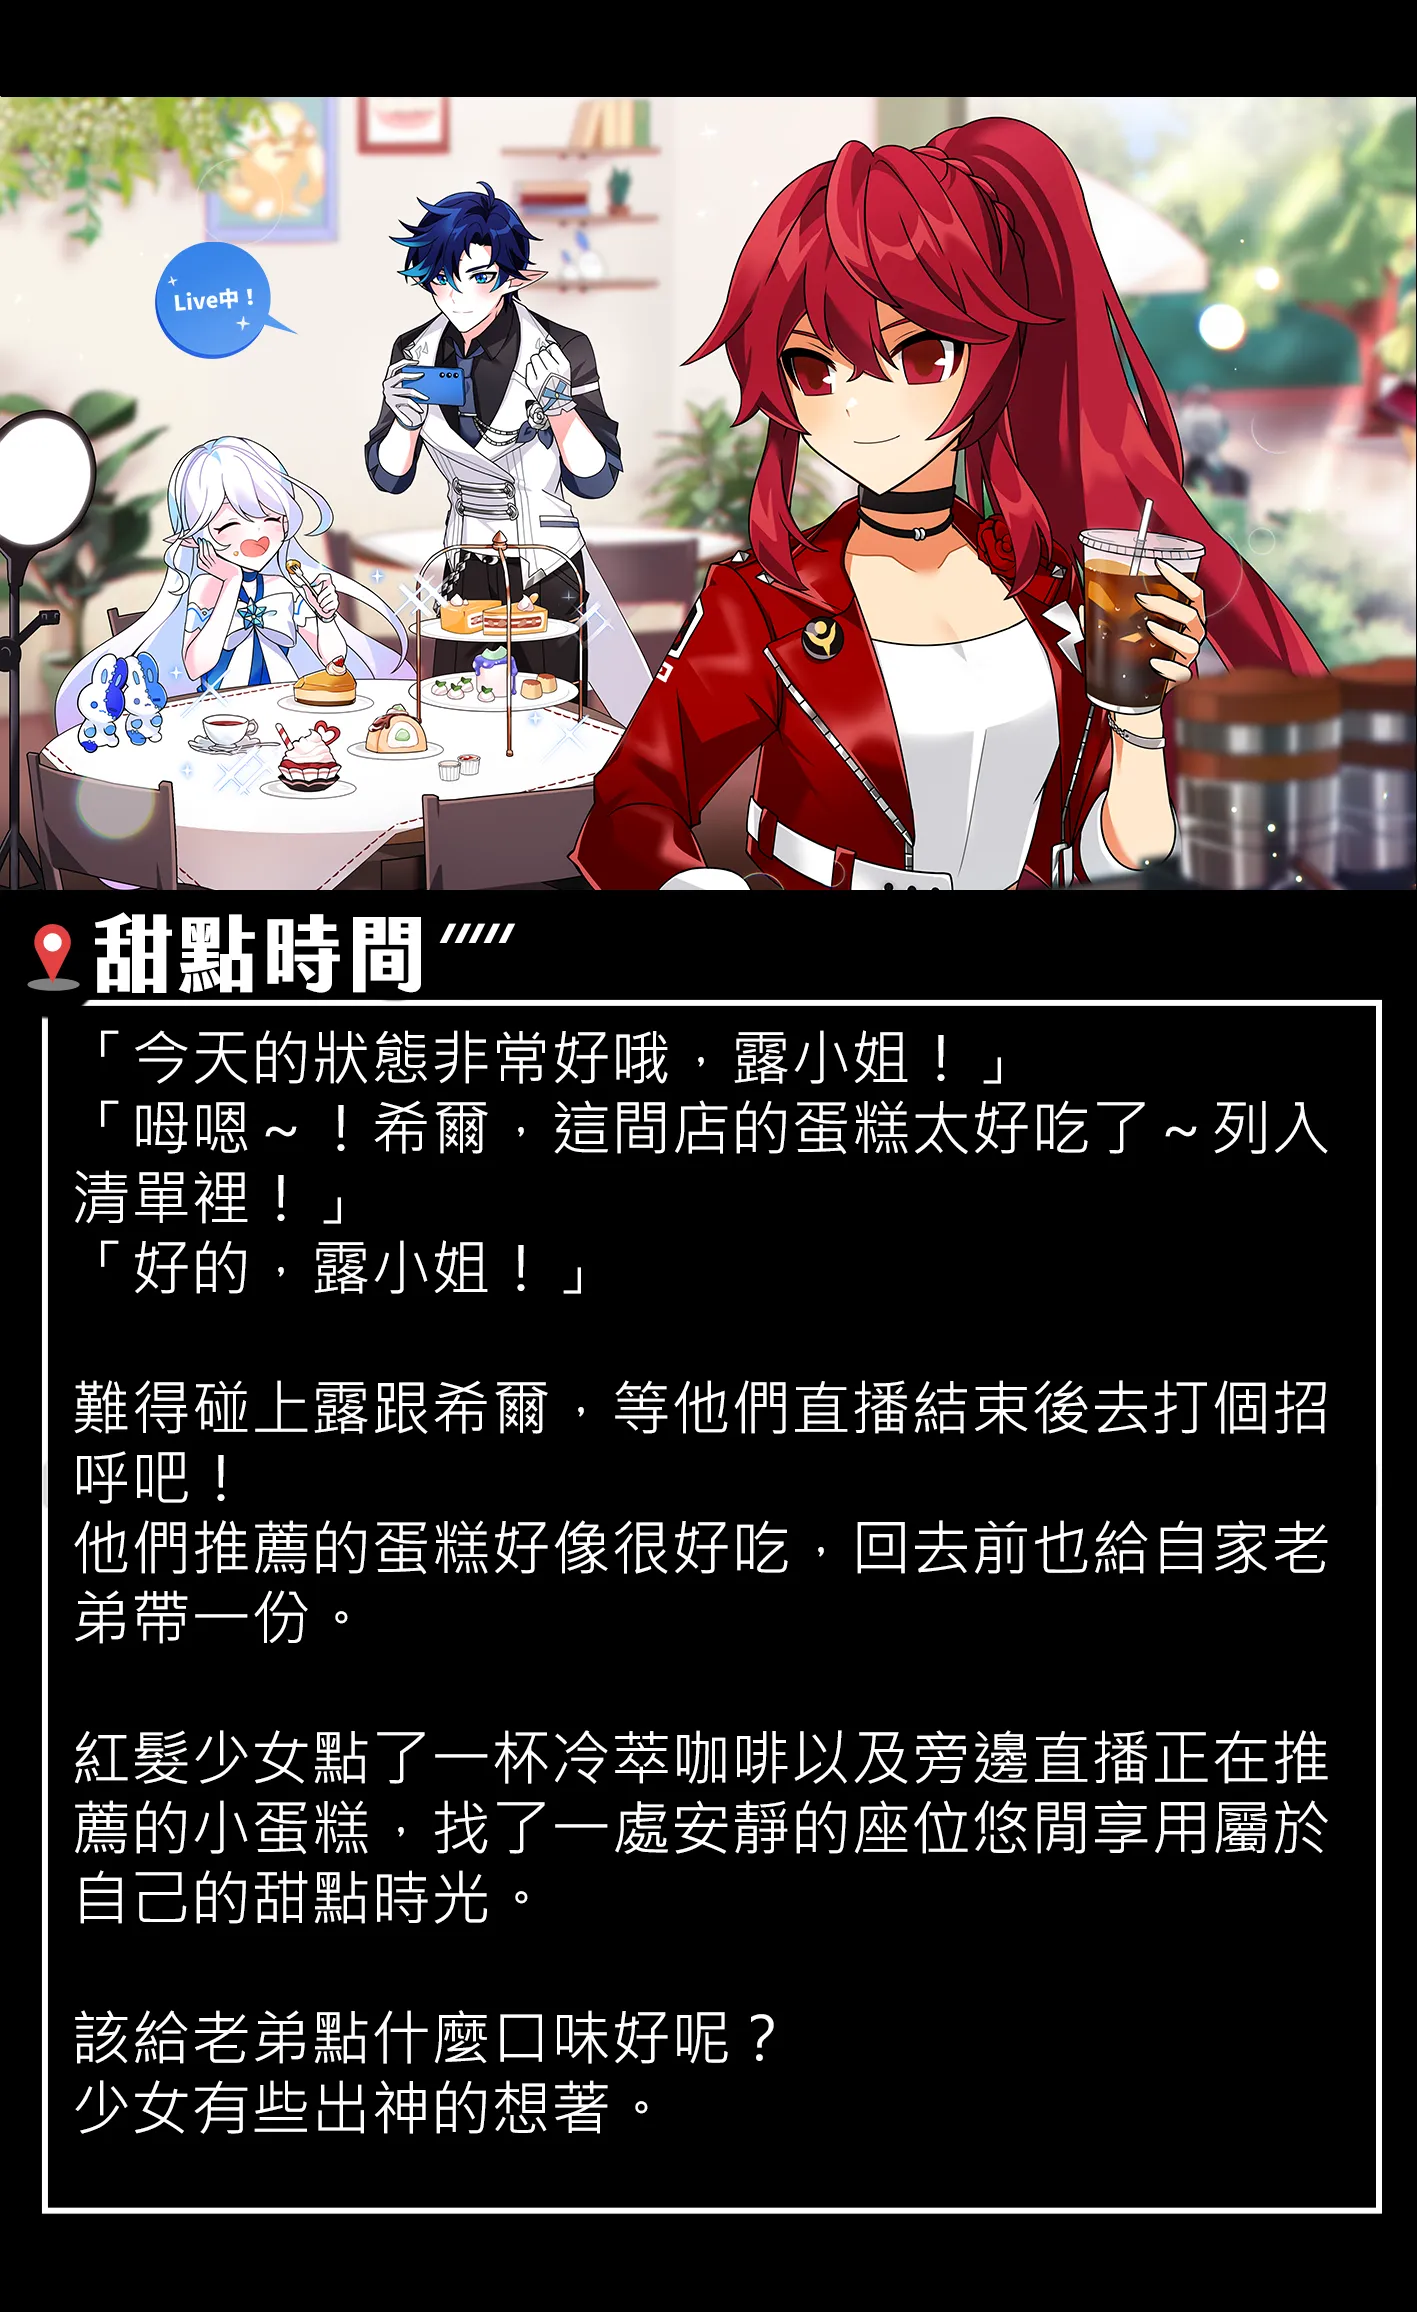 Live中！
甜點時間
「今天的狀態非常好哦，露小姐！」
「呣嗯~！希爾，這間店的蛋糕太好吃了~列入
清單裡！」
「好的，露小姐！」
難得碰上露跟希爾，等他們直播結束後去打個招
呼吧！
他們推薦的蛋糕好像很好吃，回去前也給自家老
弟帶一份。
紅髮少女點了一杯冷萃咖啡以及旁邊直播正在推
薦的小蛋糕，找了一處安靜的座位悠閒享用屬於
自己的甜點時光。
該給老弟點什麼口味好呢？
少女有些出神的想著。